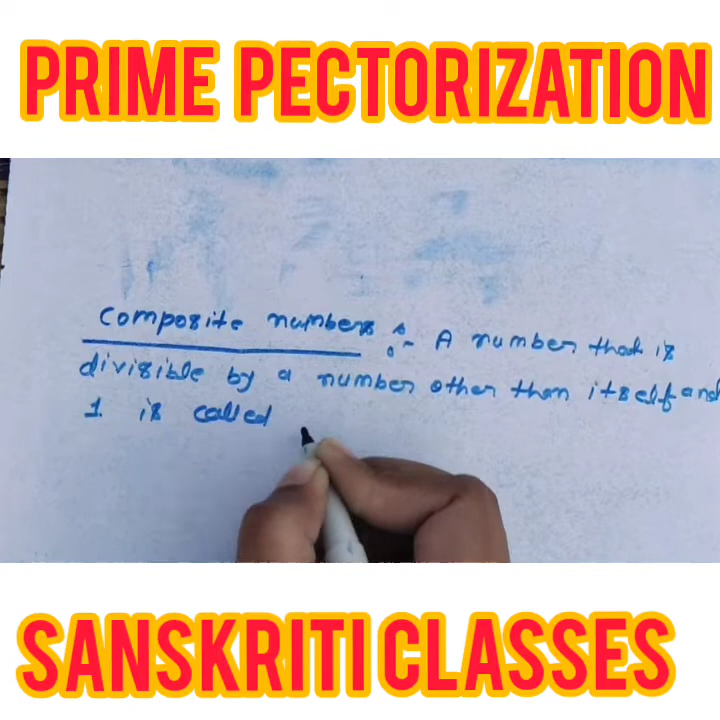 PRIME PECTORIZATION
composite numbers :- A number that is
divisible by a number other than itself and
1 is called
SANSKRITI CLASSES